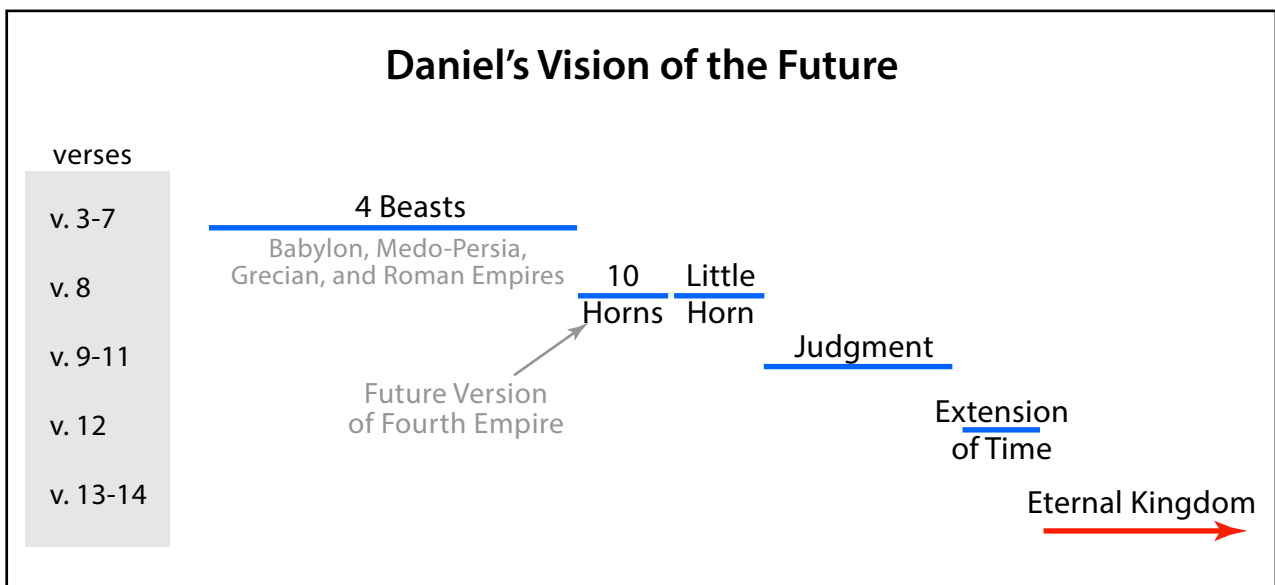 Daniel’s Vision of the Future
verses
v. 3-7
4 Beasts
Babylon, Medo-Persia,
Grecian, and Roman Empires
v. 8
10
Horns
Little
Horn
v. 9-11
Judgment
Future Version
of Fourth Empire
v. 12
Extension
of Time
v. 13-14
Eternal Kingdom